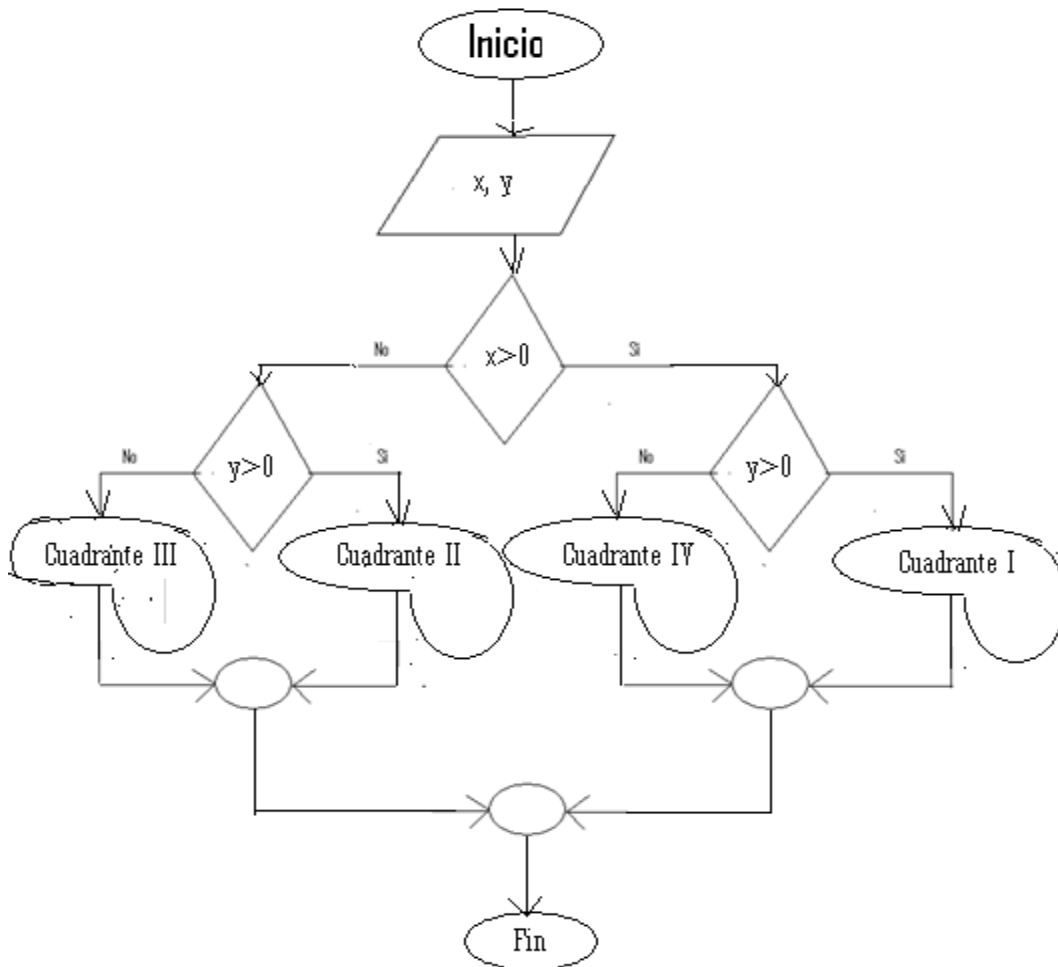 Inicio
x, y
x>0
No
Si
y>0
No
Si
y>0
No
Si
Cuadrante III
Cuadrante II
Cuadrante IV
Cuadrante I
Fin